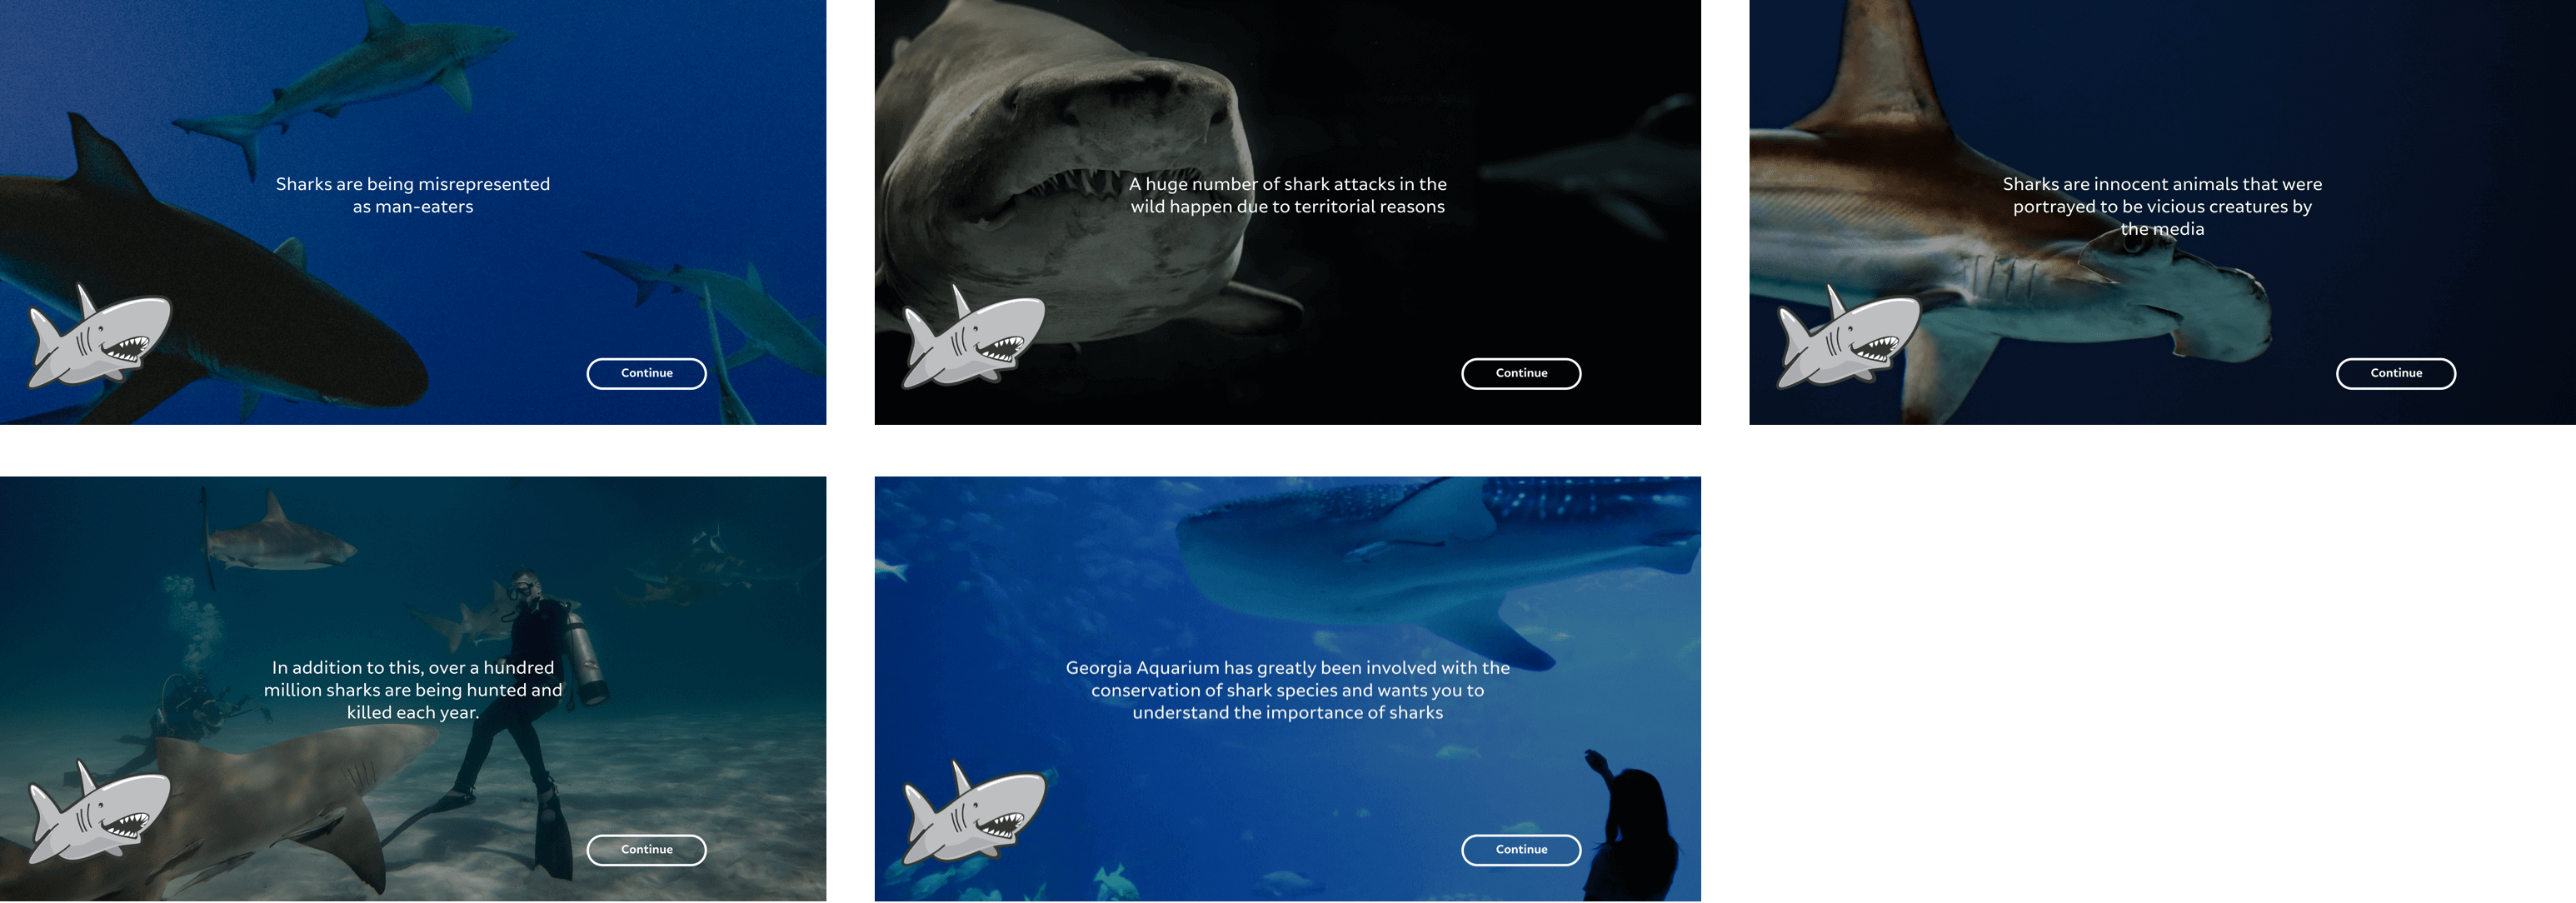 Sharks are being misrepresented
as man-eaters
Continue
A huge number of shark attacks in the
wild happen due to territorial reasons
Continue
Sharks are innocent animals that were
portrayed to be vicious creatures by
the media
Continue
In addition to this, over a hundred
million sharks are being hunted and
killed each year.
Continue
Georgia Aquarium has greatly been involved with the
conservation of shark species and wants you to
understand the importance of sharks
Continue